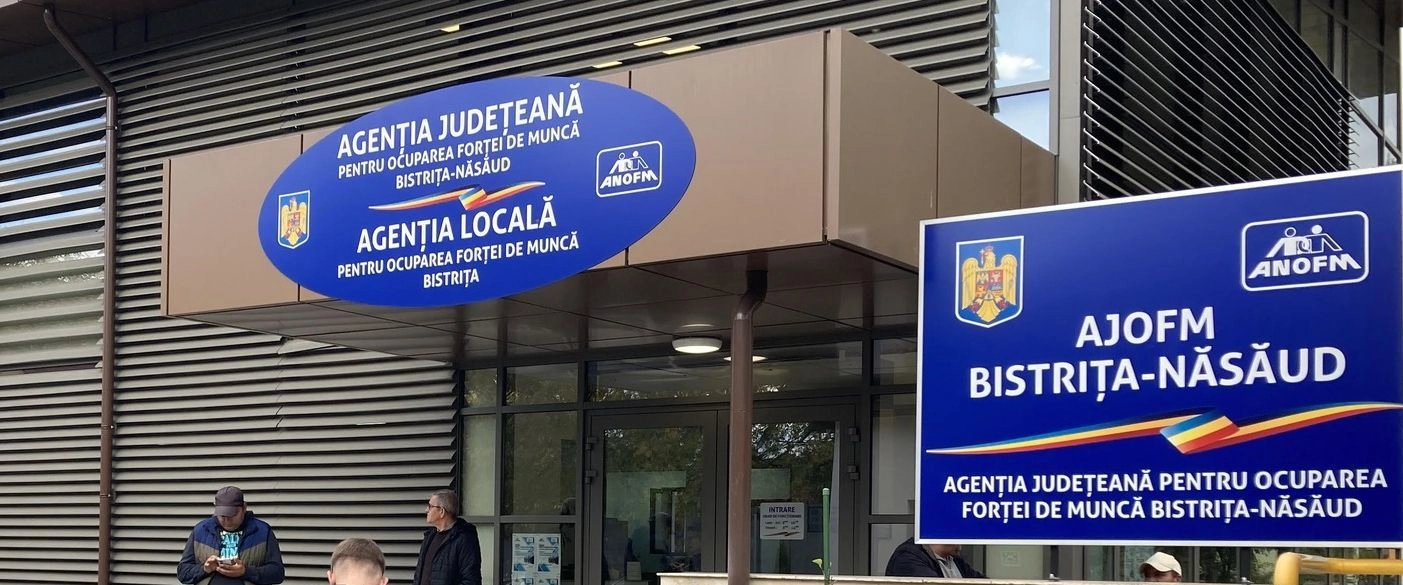 AGENȚIA JUDEȚEANĂ
PENTRU OCUPAREA FORȚEI DE MUNCĂ
BISTRIȚA-NĂSĂUD
ANOFM
AGENȚIA LOCALĂ
PENTRU OCUPAREA FORȚEI DE MUNCĂ
BISTRIȚA
ANOFM
AJOFM
BISTRIȚA-NĂSĂUD
AGENȚIA JUDEȚEANĂ PENTRU OCUPAREA
FORȚEI DE MUNCĂ BISTRIȚA-NĂSĂUD
INTRARE